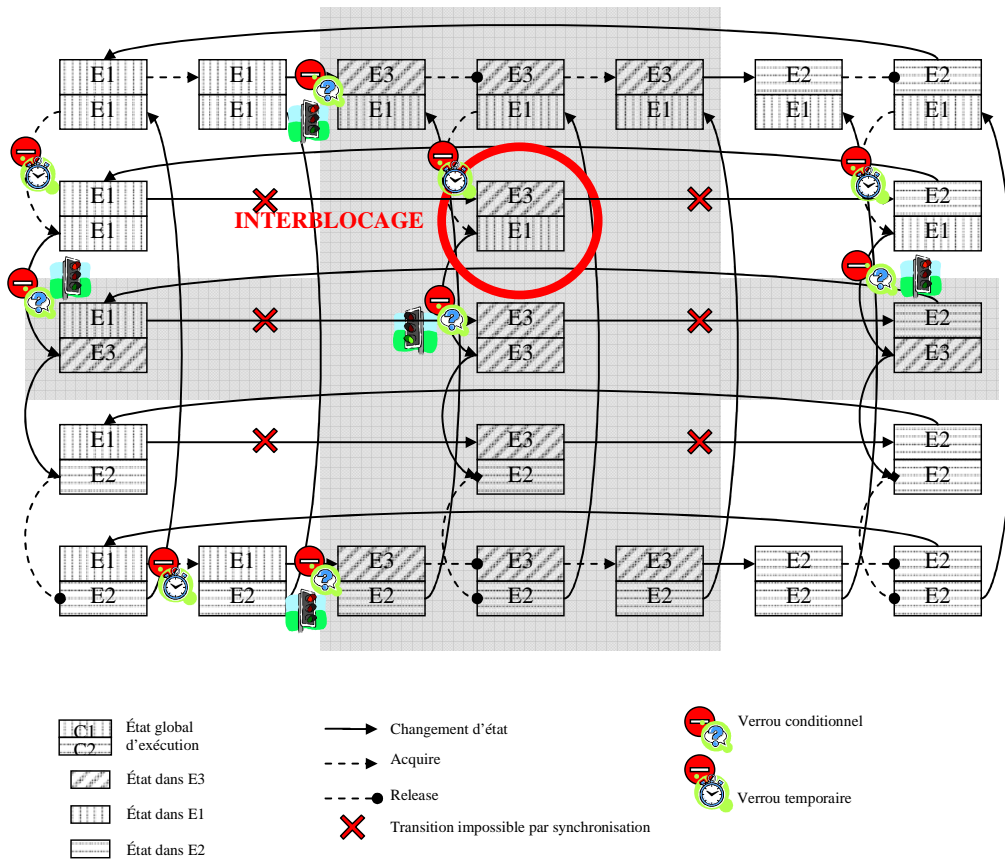 E1 E1 E3 E3 E3 E2 E2
E1 E1 E1 E1 E1 E1 E1
E1 E3 E2
INTERBLOCAGE
E1 E1 E1
E1 E3 E2
E3 E3 E3
E1 E3 E2
E2 E2 E2
E1 E1 E3 E3 E3 E2 E2
E2 E2 E2 E2 E2 E2 E2
C1
C2
État global
d'exécution
État dans E3
État dans E1
État dans E2
Changement d'état
Acquire
Release
Transition impossible par synchronisation
Verrou conditionnel
Verrou temporaire